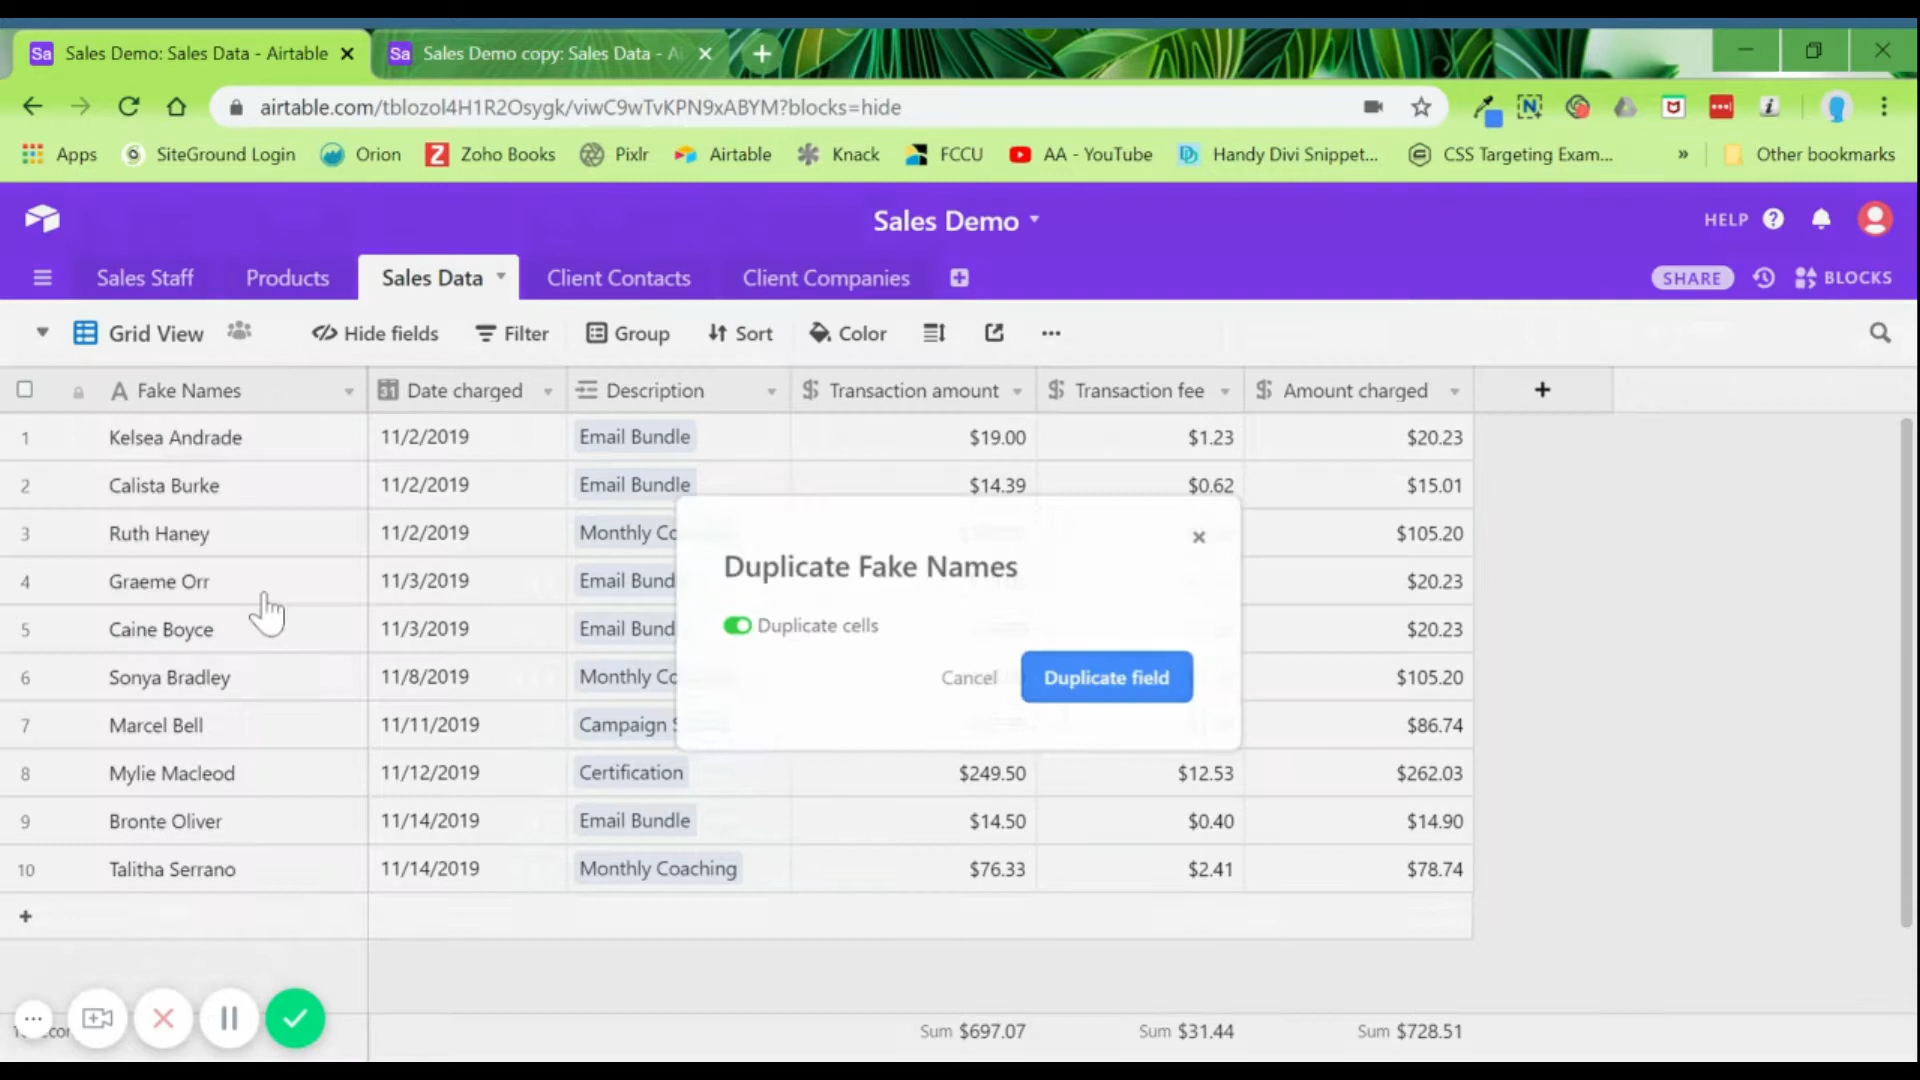 Sales Demo: Sales Data - Airtable
Sales Demo copy: Sales Data - Ai
airtable.com/tblozol4H1R2Osygk/viwC9wTvKPN9xABYM?blocks=hide
Apps SiteGround Login Orion Zoho Books Pixlr Airtable Knack FCCU AA - YouTube Handy Divi Snippet... CSS Targeting Exam... » Other bookmarks
Sales Demo
HELP
Sales Staff Products Sales Data Client Contacts Client Companies
SHARE BLOCKS
Grid View Hide fields Filter Group Sort Color
Fake Names Date charged Description Transaction amount Transaction fee Amount charged
1 Kelsea Andrade 11/2/2019 Email Bundle $19.00 $1.23 $20.23
2 Calista Burke 11/2/2019 Email Bundle $14.39 $0.62 $15.01
3 Ruth Haney 11/2/2019 Monthly Co $105.20
4 Graeme Orr 11/3/2019 Email Bund $20.23
5 Caine Boyce 11/3/2019 Email Bund $20.23
6 Sonya Bradley 11/8/2019 Monthly Co $105.20
7 Marcel Bell 11/11/2019 Campaign $86.74
8 Mylie Macleod 11/12/2019 Certification $249.50 $12.53 $262.03
9 Bronte Oliver 11/14/2019 Email Bundle $14.50 $0.40 $14.90
10 Talitha Serrano 11/14/2019 Monthly Coaching $76.33 $2.41 $78.74
Duplicate Fake Names
Duplicate cells
Cancel Duplicate field
Sum $697.07 Sum $31.44 Sum $728.51